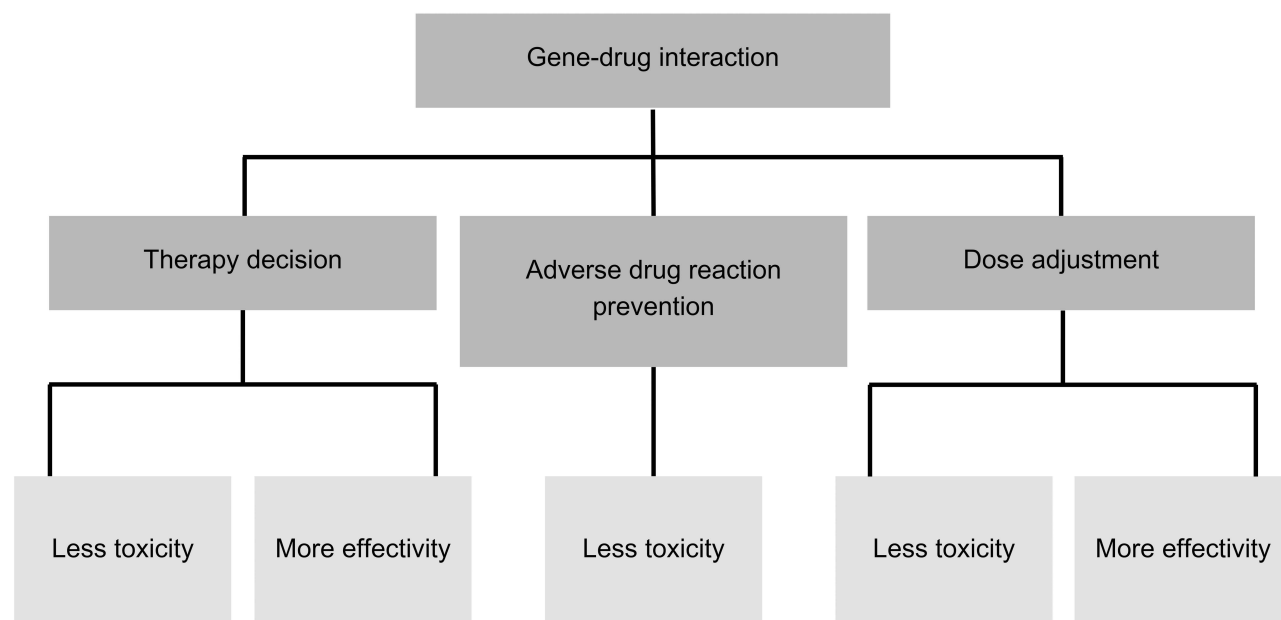 Gene-drug interaction
Therapy decision
Adverse drug reaction
prevention
Dose adjustment
Less toxicity
More effectivity
Less toxicity
Less toxicity
More effectivity